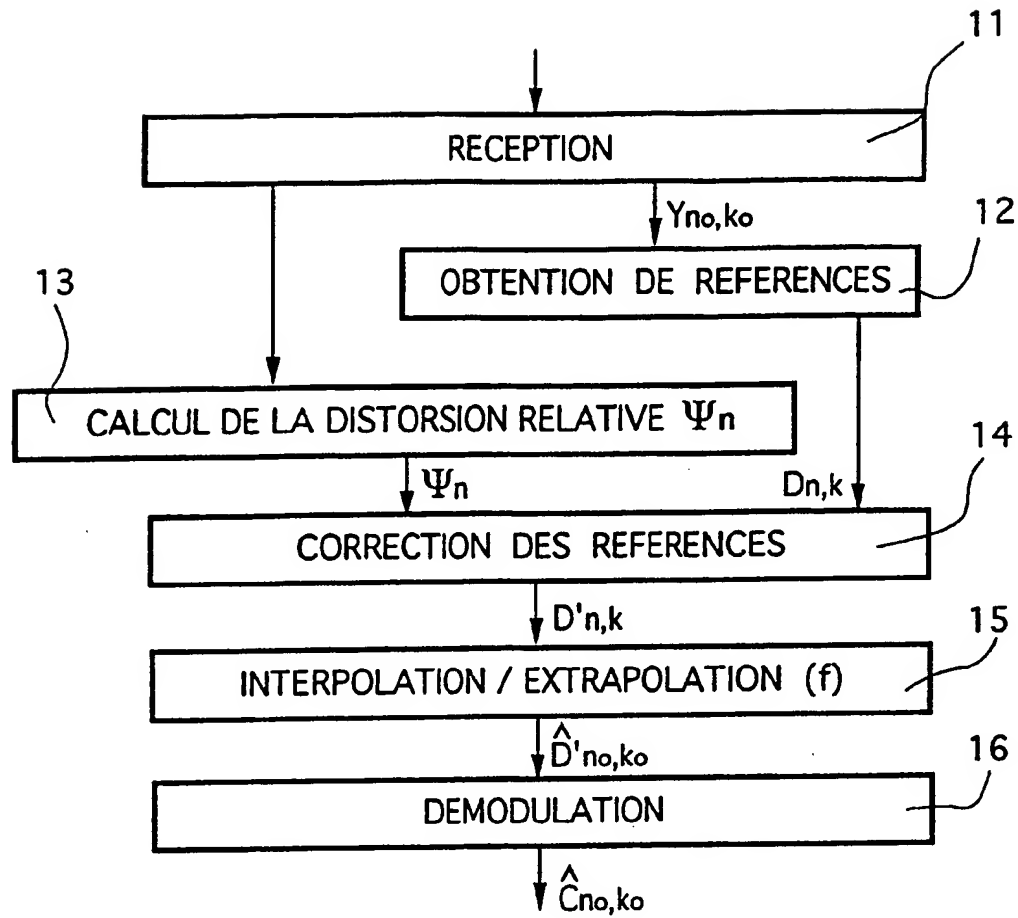 11
RECEPTION
Yno,ko
12
OBTENTION DE REFERENCES
13
CALCUL DE LA DISTORSION RELATIVE Ψn
Ψn
Dn,k
14
CORRECTION DES REFERENCES
D'n,k
15
INTERPOLATION / EXTRAPOLATION (f)
D̂'no,ko
16
DEMODULATION
Ĉno,ko